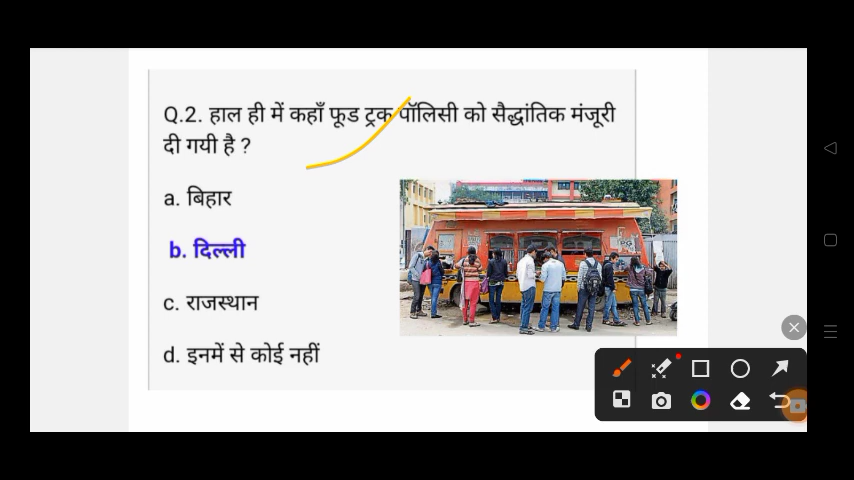 Q.2. हाल ही में कहाँ फूड ट्रक पॉलिसी को सैद्धांतिक मंजूरी
दी गयी है ?
a. बिहार
b. दिल्ली
c. राजस्थान
d. इनमें से कोई नहीं